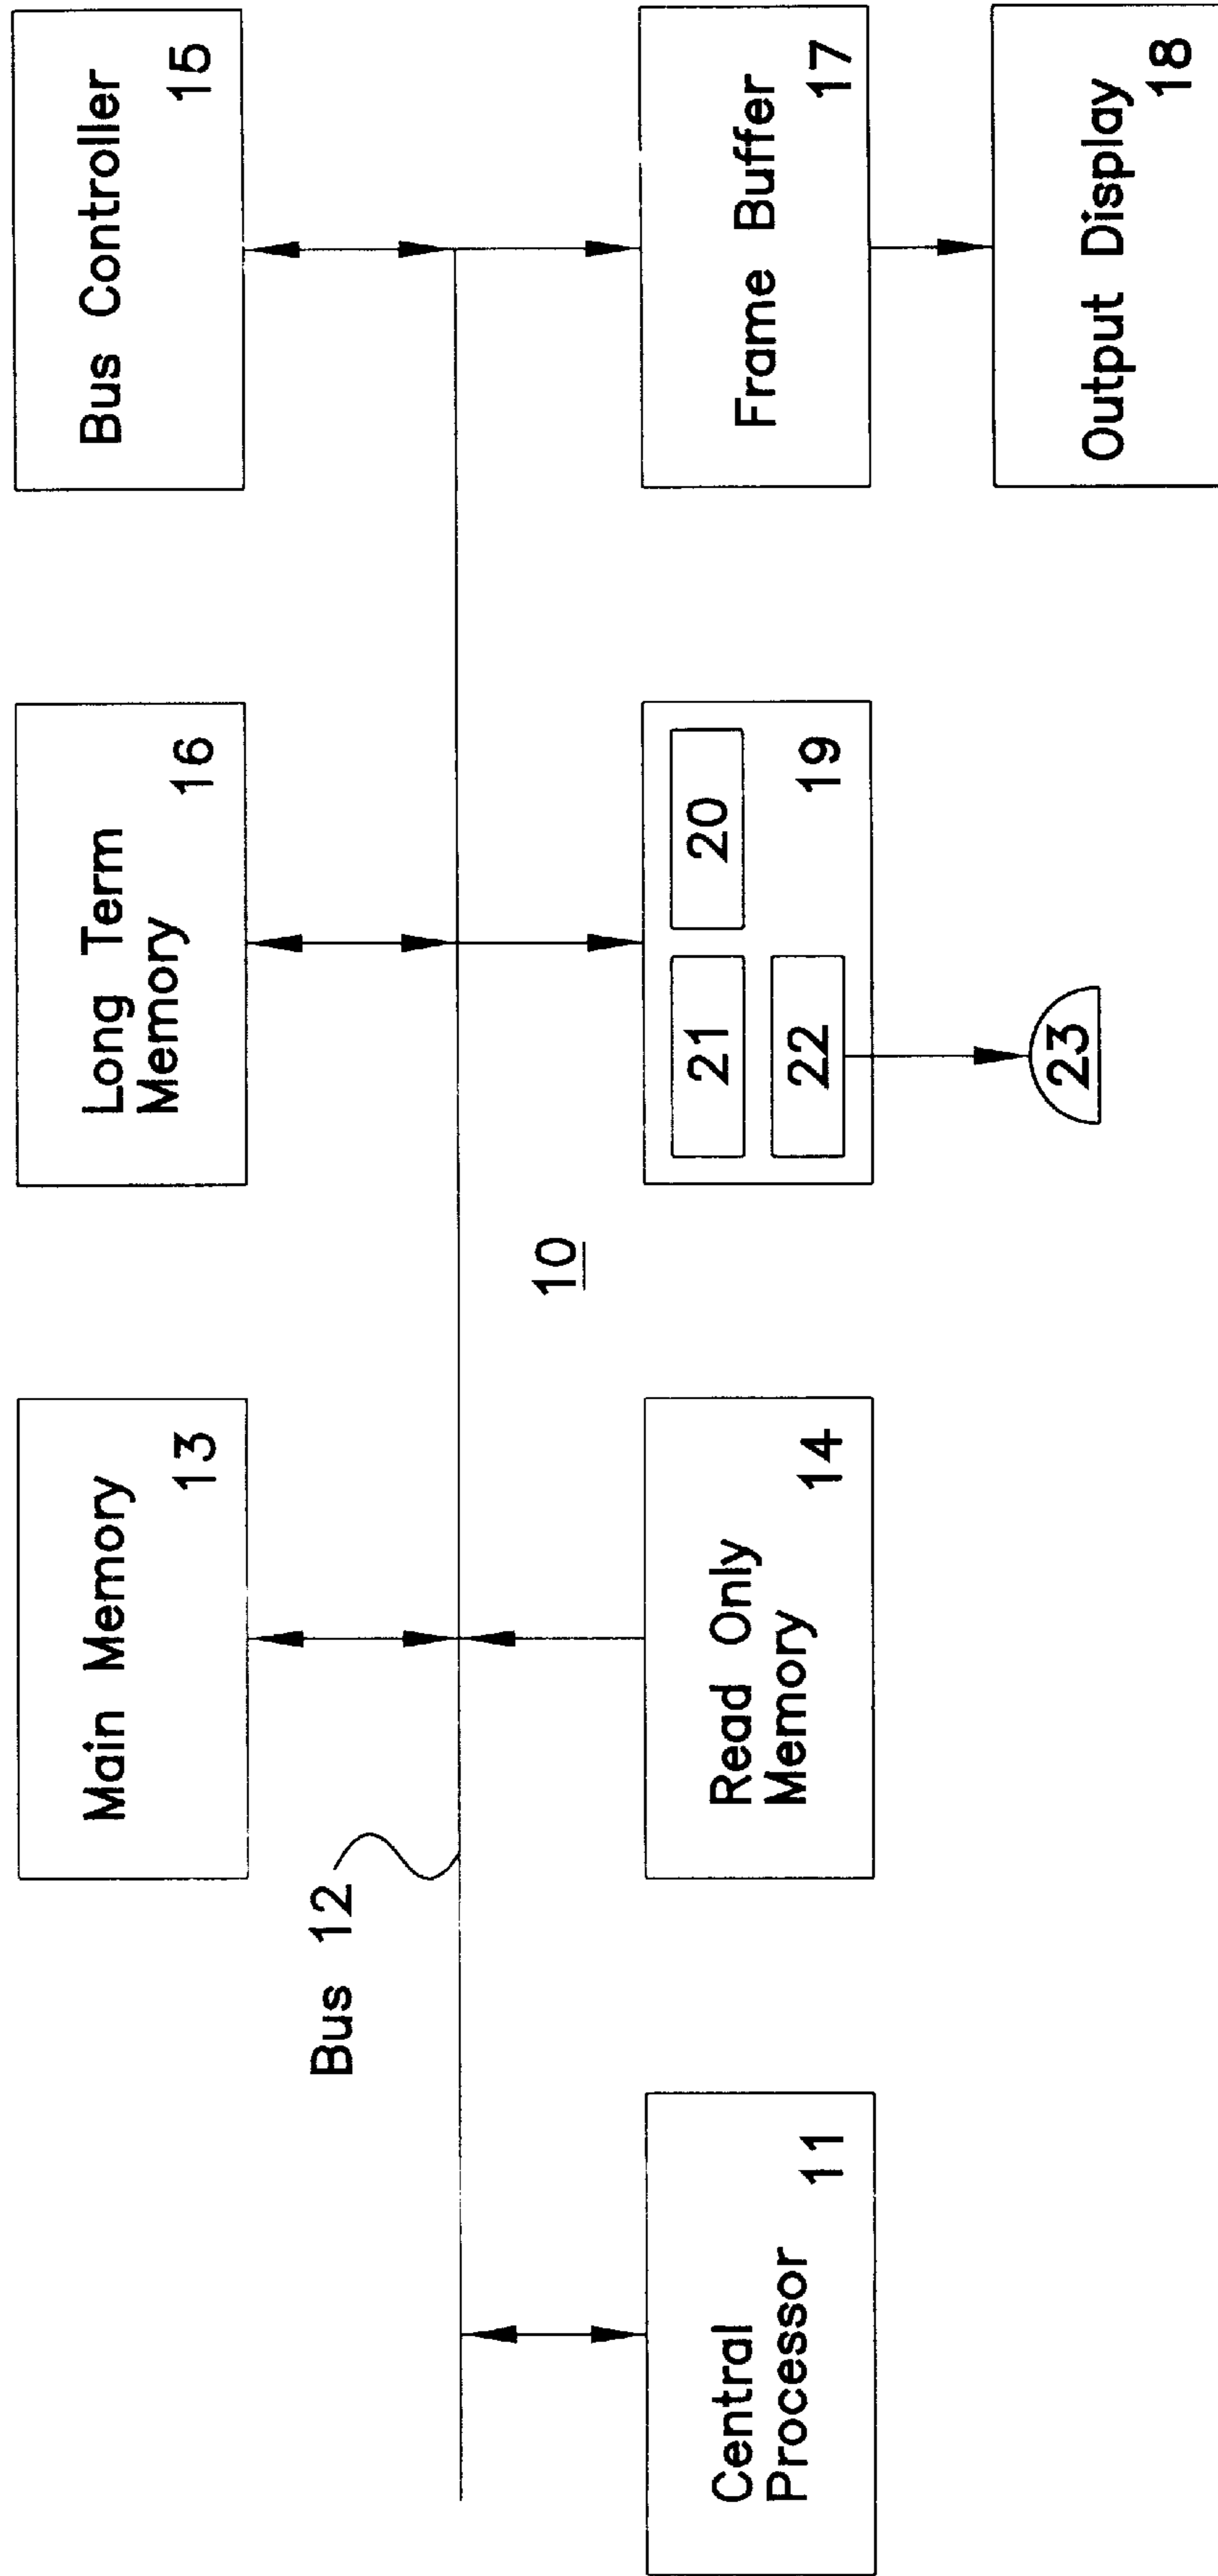 Main Memory
13
Long Term
Memory
16
Bus Controller
15
Bus 12
10
Central
Processor
11
Read Only
Memory
14
21
20
22
19
23
Frame Buffer
17
Output Display
18